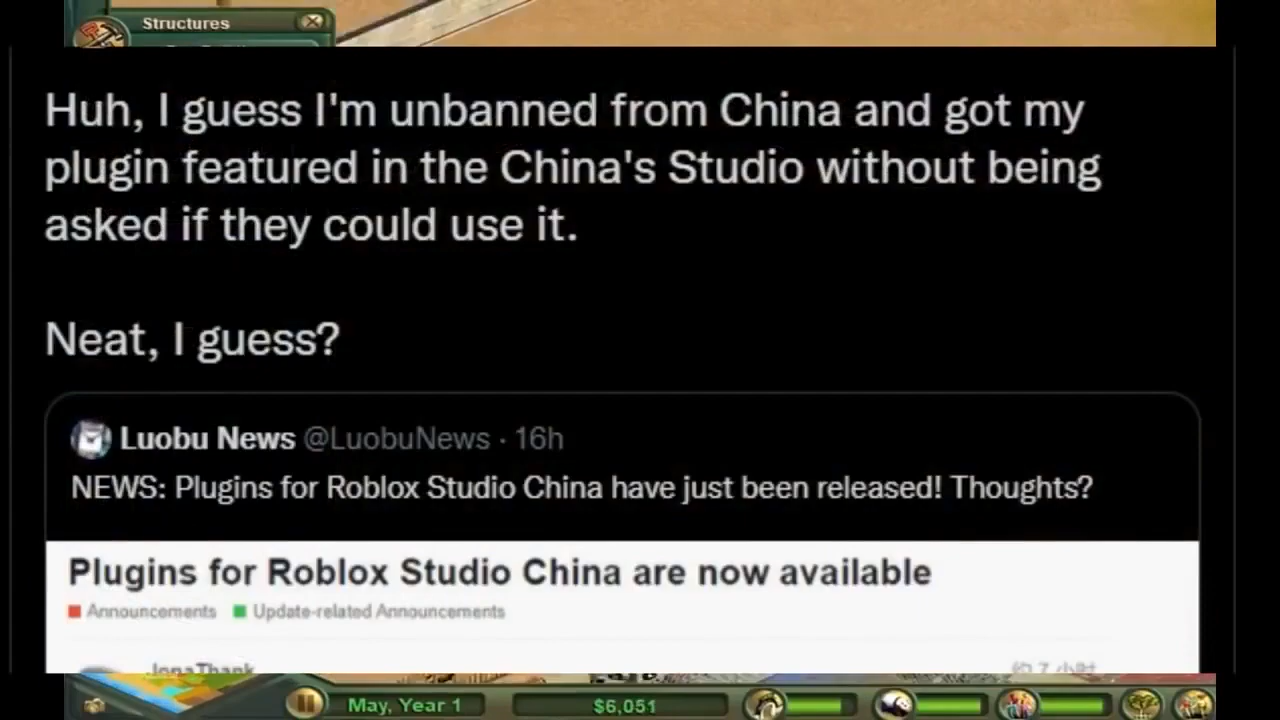 Structures
Huh, I guess I'm unbanned from China and got my
plugin featured in the China's Studio without being
asked if they could use it.
Neat, I guess?
Luobu News @LuobuNews · 16h
NEWS: Plugins for Roblox Studio China have just been released! Thoughts?
Plugins for Roblox Studio China are now available
Announcements Update-related Announcements
JonaThank
May, Year 1 $6,051